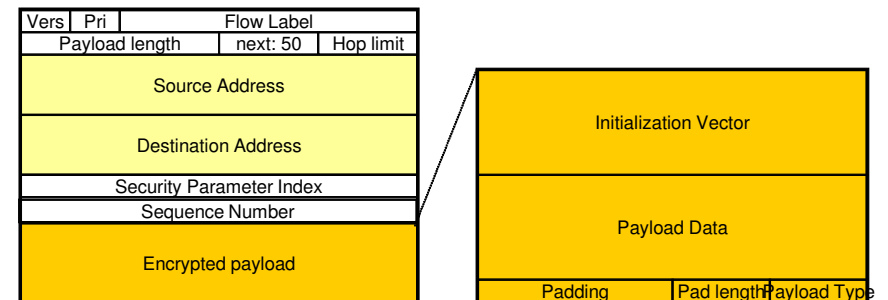 Vers Pri Flow Label
Payload length next: 50 Hop limit
Source Address
Destination Address
Security Parameter Index
Sequence Number
Encrypted payload
Initialization Vector
Payload Data
Padding Pad length Payload Type